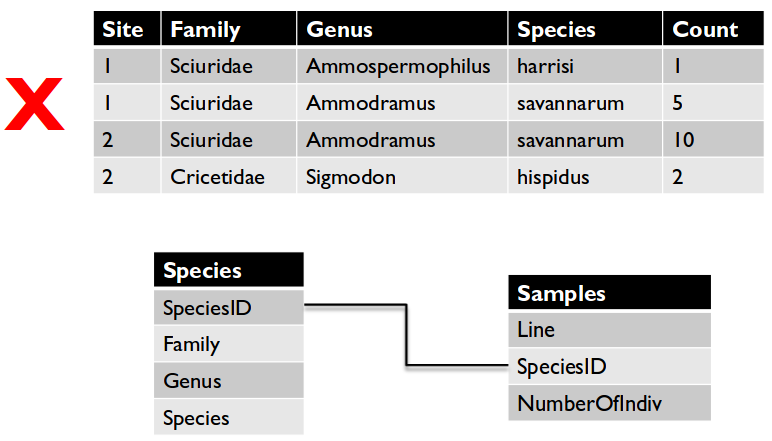 Site Family Genus Species Count
1 Sciuridae Ammospermophilus harrisi 1
1 Sciuridae Ammodramus savannarum 5
2 Sciuridae Ammodramus savannarum 10
2 Cricetidae Sigmodon hispidus 2
X
Species
SpeciesID
Family
Genus
Species
Samples
Line
SpeciesID
NumberOfIndiv